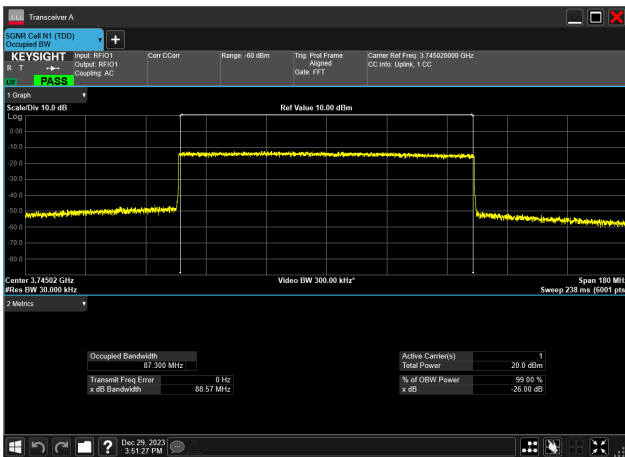 Transceiver A
5GNR Cell N1 (TDD)
Occupied BW
KEYSIGHT
R T
LNI
PASS
Input: RFIO1
Output: RFIO1
Coupling: AC
Corr CCorr
Range: -60 dBm
Trig: Prot Frame
Aligned
Gate: FFT
Carrier Ref Freq: 3.745020000 GHz
CC Info: Uplink, 1 CC
1 Graph
Scale/Div 10.0 dB
Ref Value 10.00 dBm
Log
0.00
-10.0
-20.0
-30.0
-40.0
-50.0
-60.0
-70.0
-80.0
Center 3.74502 GHz
Video BW 300.00 kHz*
Span 180 MH
#Res BW 30.000 kHz
Sweep 238 ms (6001 pts
2 Metrics
Occupied Bandwidth
87.300 MHz
Transmit Freq Error 0 Hz
x dB Bandwidth 88.57 MHz
Active Carrier(s) 1
Total Power 20.0 dBm
% of OBW Power 99.00 %
x dB -26.00 dB
?
Dec 29, 2023
3:51:27 PM